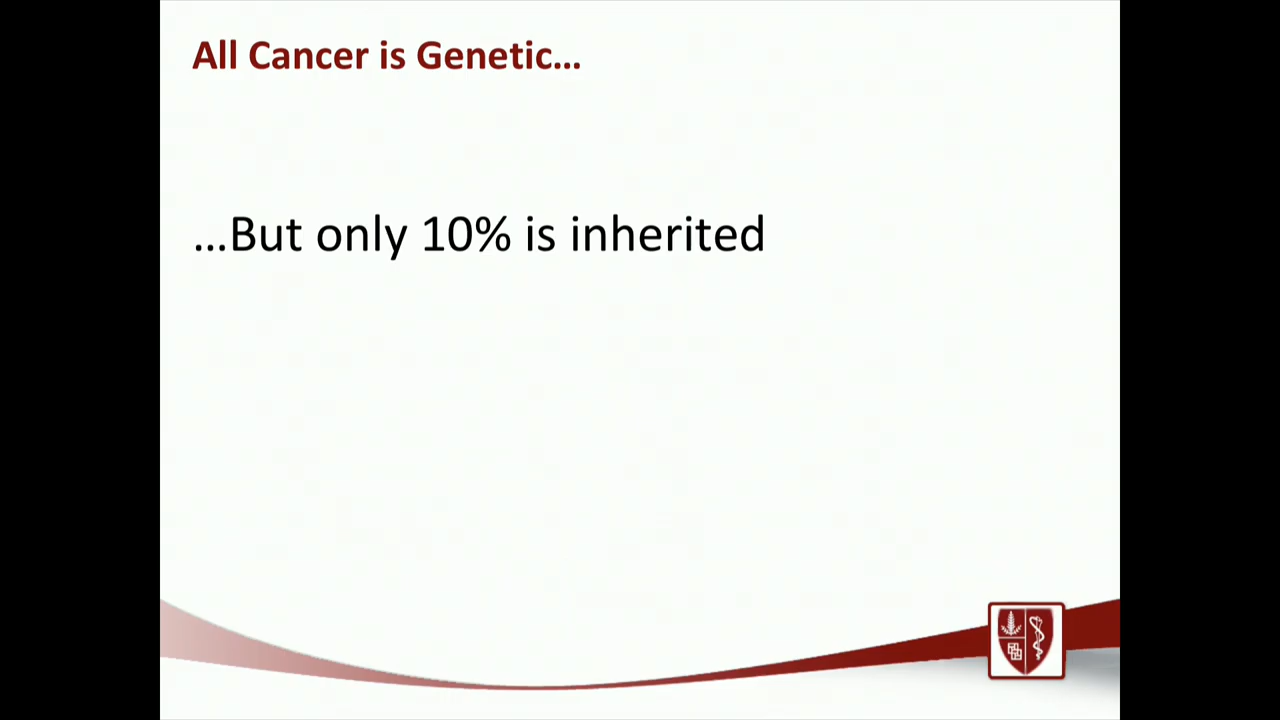 All Cancer is Genetic…
…But only 10% is inherited